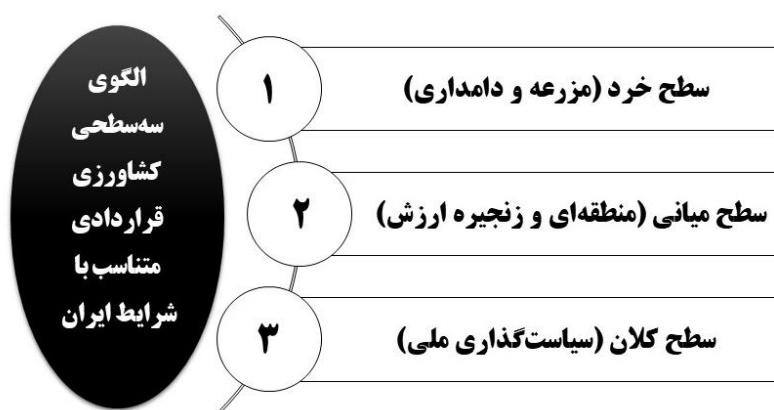 الگوی
سه‌سطحی
کشاورزی
قراردادی
متناسب با
شرایط ایران
۱
سطح خرد (مزرعه و دامداری)
۲
سطح میانی (منطقه‌ای و زنجیره ارزش)
۳
سطح کلان (سیاست‌گذاری ملی)